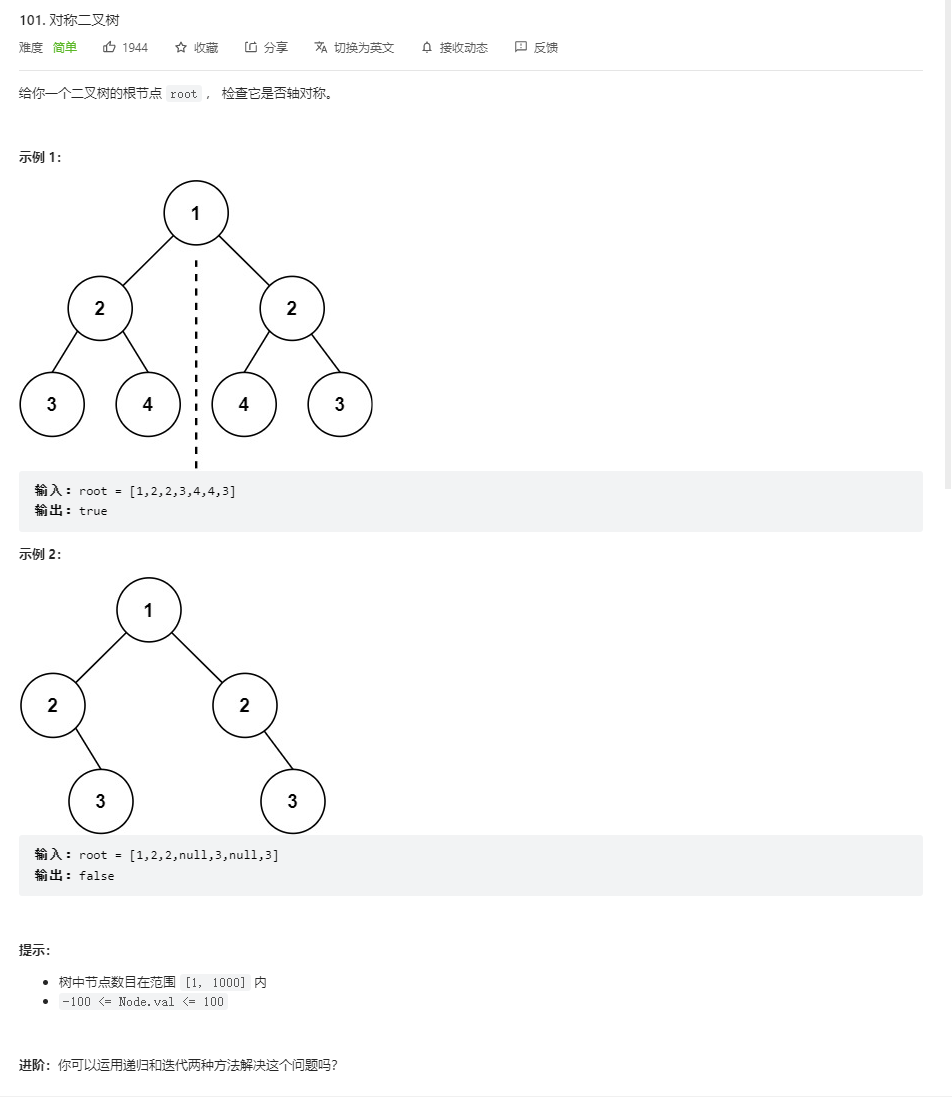 101. 对称二叉树
难度 简单 1944 收藏 分享 切换为英文 接收动态 反馈
给你一个二叉树的根节点 root ， 检查它是否轴对称。
示例 1：
1
2 2
3 4 4 3
输入：root = [1,2,2,3,4,4,3]
输出：true
示例 2：
1
2 2
3 3
输入：root = [1,2,2,null,3,null,3]
输出：false
提示：
树中节点数目在范围 [1, 1000] 内
-100 <= Node.val <= 100
进阶：你可以运用递归和迭代两种方法解决这个问题吗？